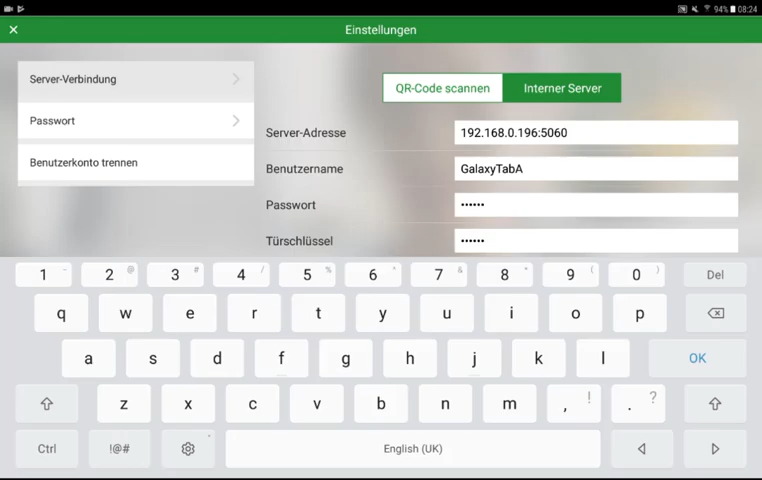 94% 08:24
Einstellungen
Server-Verbindung
Passwort
Benutzerkonto trennen
QR-Code scannen Interner Server
Server-Adresse 192.168.0.196:5060
Benutzername GalaxyTabA
Passwort ••••••
Türschlüssel ••••••
1 - 2 @ 3 # 4 / 5 % 6 ^ 7 & 8 * 9 ( 0 ) Del
q w e r t y u i o p
a s d f g h j k l OK
z x c v b n m , ! . ?
Ctrl !@# English (UK)